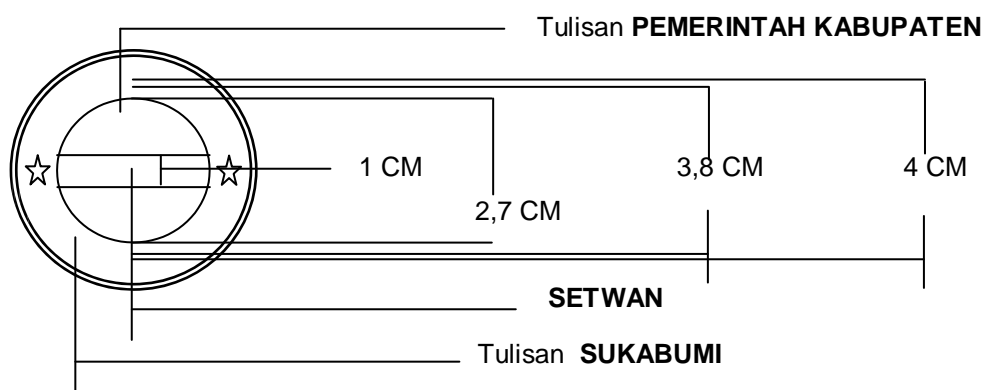 Tulisan PEMERINTAH KABUPATEN
1 CM
3,8 CM
4 CM
2,7 CM
SETWAN
Tulisan SUKABUMI